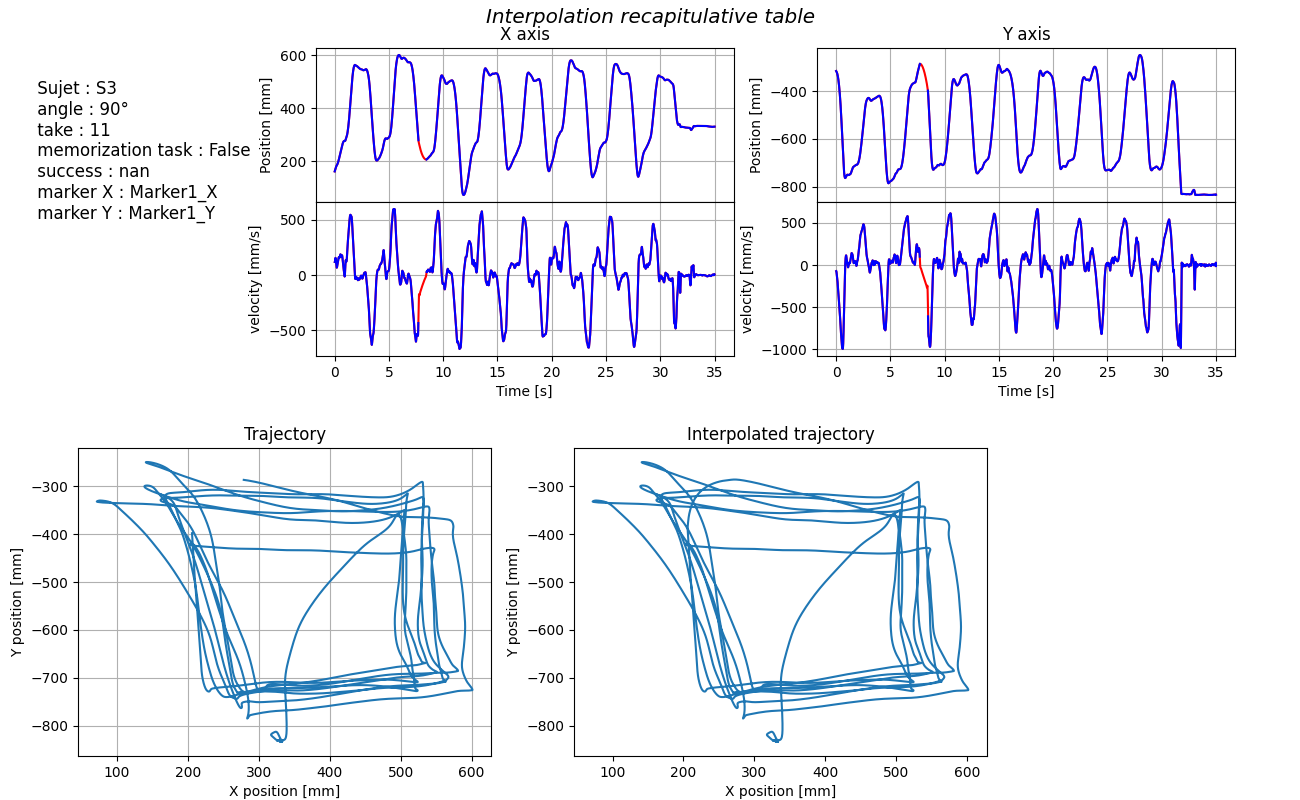 Interpolation recapitulative table
Sujet : S3
angle : 90°
take : 11
memorization task : False
success : nan
marker X : Marker1_X
marker Y : Marker1_Y
X axis
Position [mm]
600
400
200
velocity [mm/s]
500
0
−500
0 5 10 15 20 25 30 35
Time [s]
Y axis
Position [mm]
−400
−600
−800
velocity [mm/s]
500
0
−500
−1000
0 5 10 15 20 25 30 35
Time [s]
Trajectory
Y position [mm]
−300
−400
−500
−600
−700
−800
100 200 300 400 500 600
X position [mm]
Interpolated trajectory
Y position [mm]
−300
−400
−500
−600
−700
−800
100 200 300 400 500 600
X position [mm]